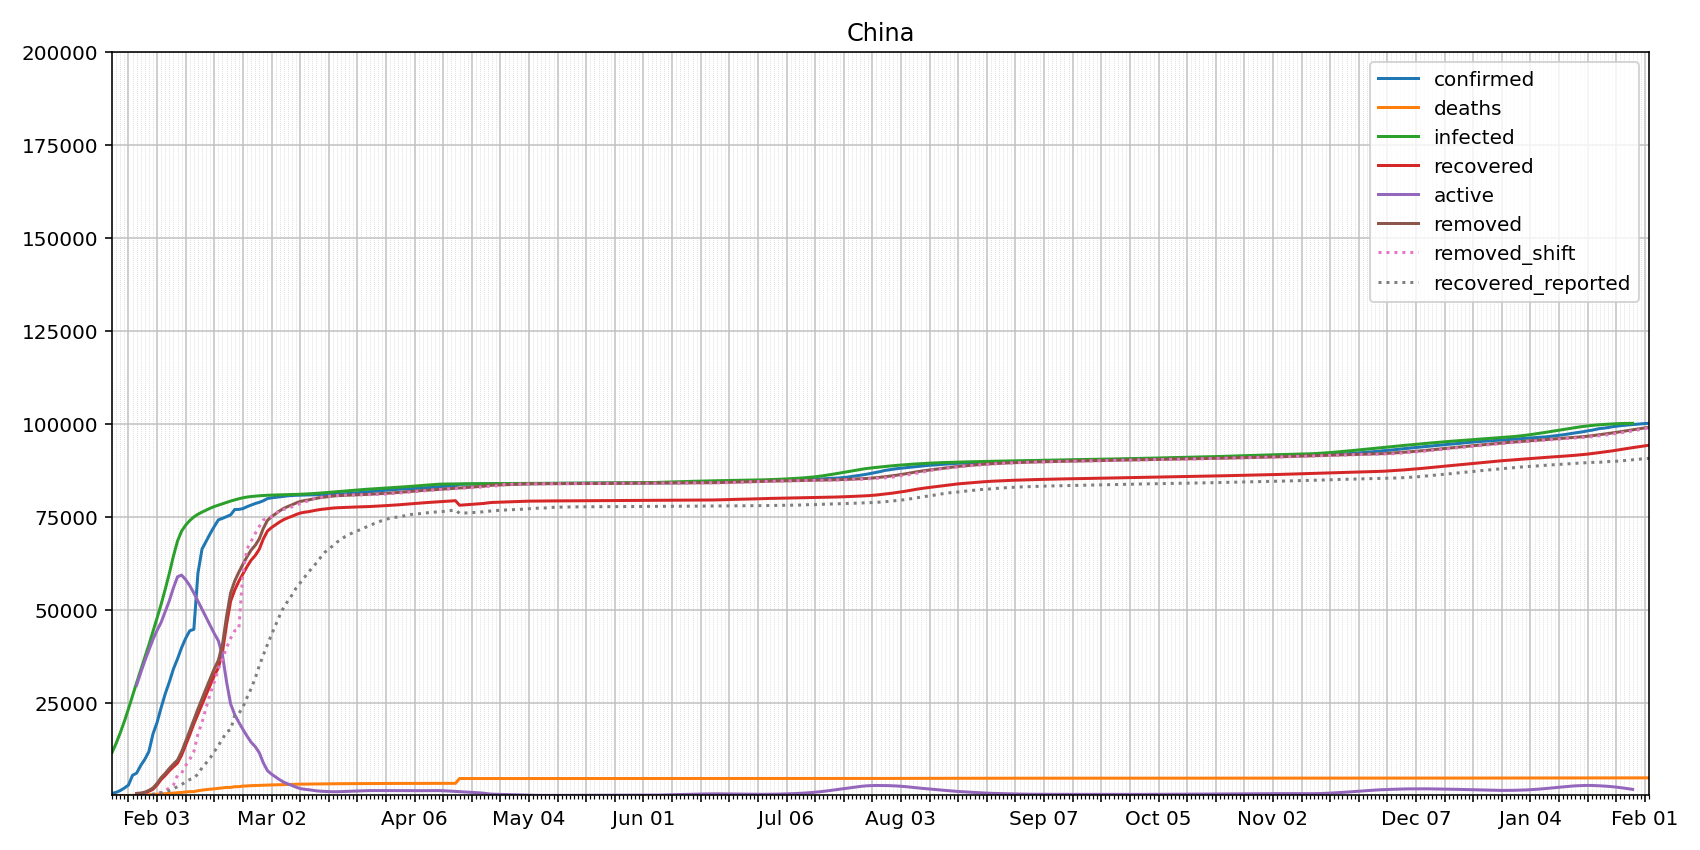 China
200000
175000
150000
125000
100000
75000
50000
25000
confirmed
deaths
infected
recovered
active
removed
removed_shift
recovered_reported
Feb 03 Mar 02 Apr 06 May 04 Jun 01 Jul 06 Aug 03 Sep 07 Oct 05 Nov 02 Dec 07 Jan 04 Feb 01